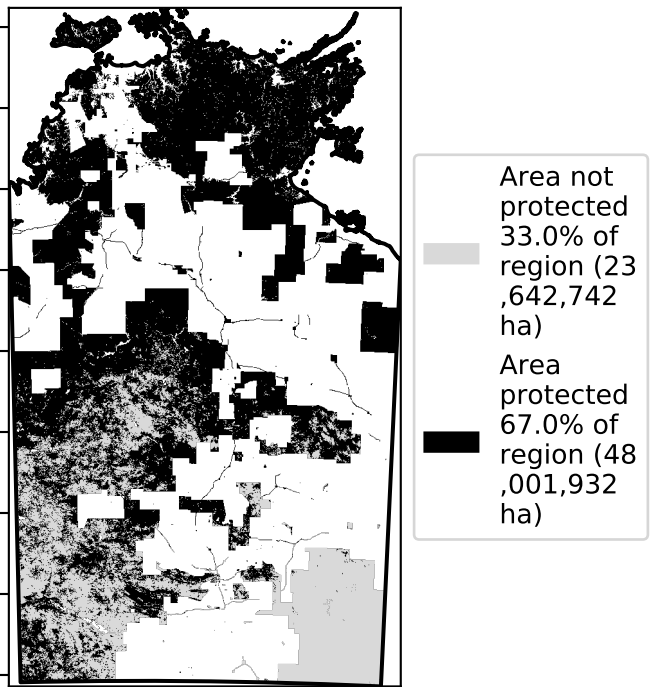 Area not
protected
33.0% of
region (23
,642,742
ha)
Area
protected
67.0% of
region (48
,001,932
ha)